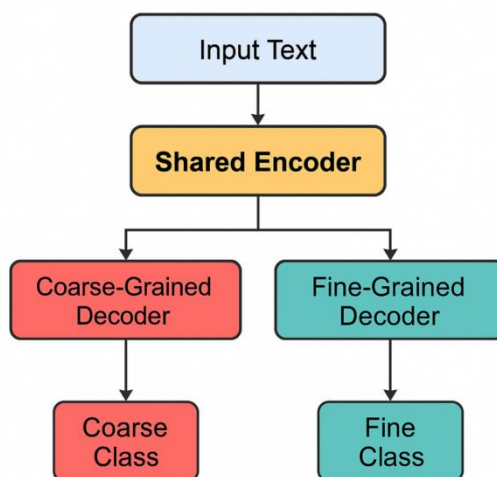 Input Text
Shared Encoder
Coarse-Grained
Decoder
Fine-Grained
Decoder
Coarse
Class
Fine
Class